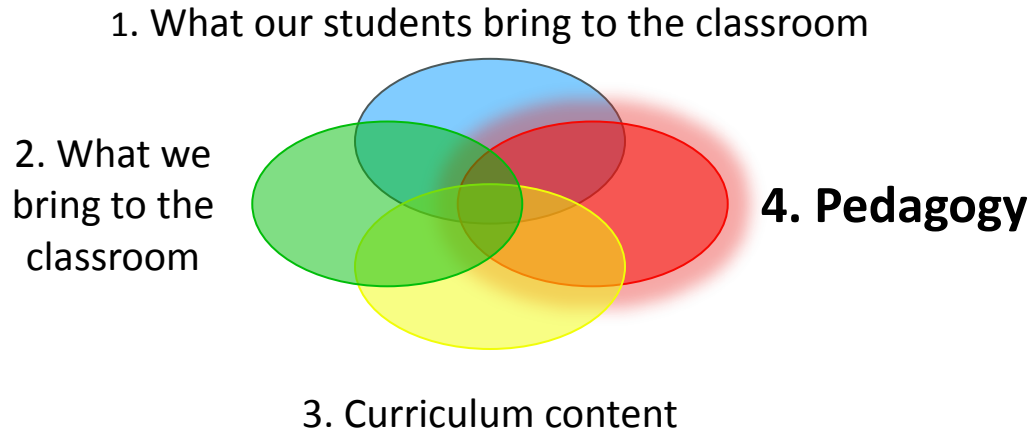 1. What our students bring to the classroom
2. What we
bring to the
classroom
4. Pedagogy
3. Curriculum content